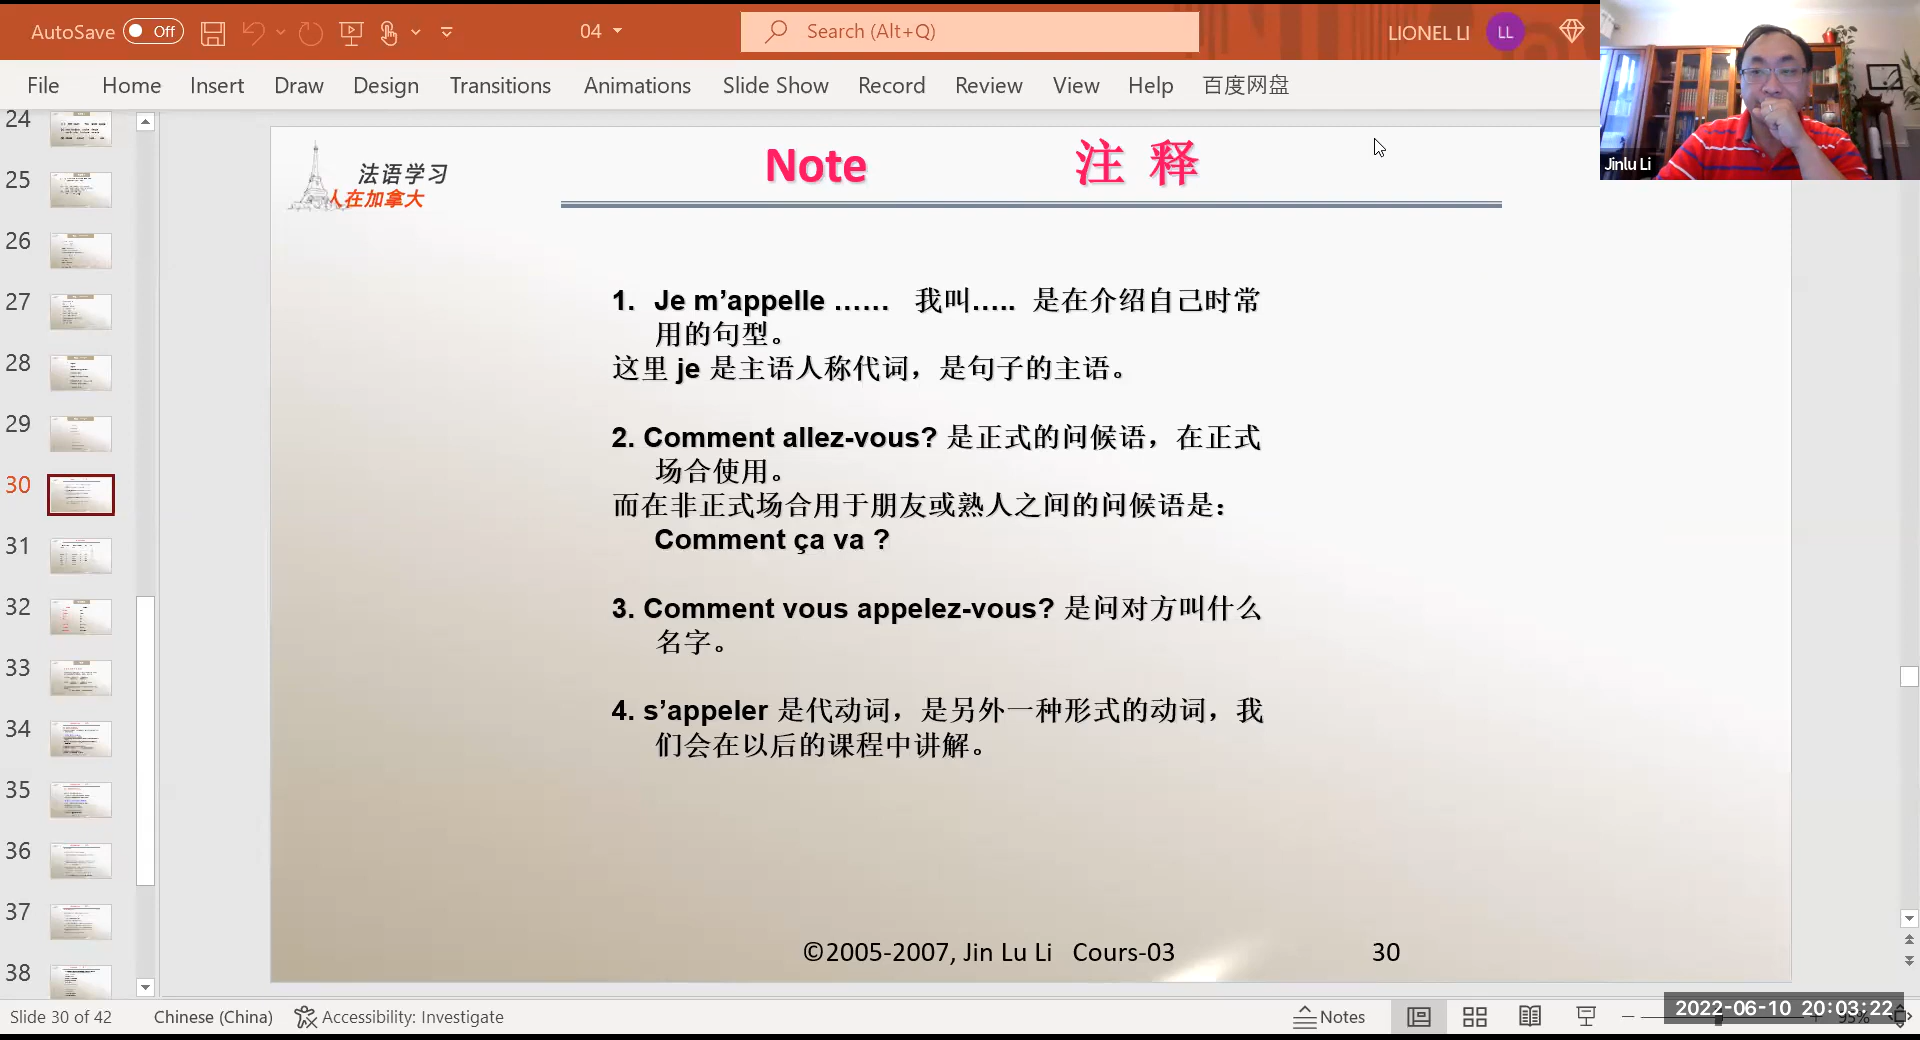 AutoSave Off
04
Search (Alt+Q)
LIONEL LI LL
File Home Insert Draw Design Transitions Animations Slide Show Record Review View Help 百度网盘
Jinlu Li
24
25
26
27
28
29
30
31
32
33
34
35
36
37
38
法语学习
人在加拿大
Note 注 释
1. Je m’appelle …… 我叫….. 是在介绍自己时常
用的句型。
这里 je 是主语人称代词，是句子的主语。
2. Comment allez-vous? 是正式的问候语，在正式
场合使用。
而在非正式场合用于朋友或熟人之间的问候语是：
Comment ça va ?
3. Comment vous appelez-vous? 是问对方叫什么
名字。
4. s’appeler 是代动词，是另外一种形式的动词，我
们会在以后的课程中讲解。
©2005-2007, Jin Lu Li Cours-03 30
Slide 30 of 42 Chinese (China) Accessibility: Investigate Notes
2022-06-10 20:03:22